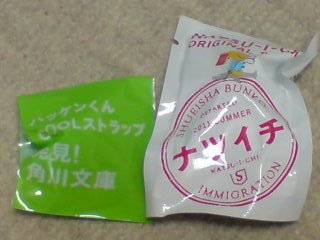 ハッケンくん
COOLストラップ
発見!
角川文庫
NATSU-I-CHI
ORIGINAL
SHUEISHA BUNKO
DEPARTED
2011 SUMMER
ナツイチ
NATSU-I-CHI
S
IMMIGRATION